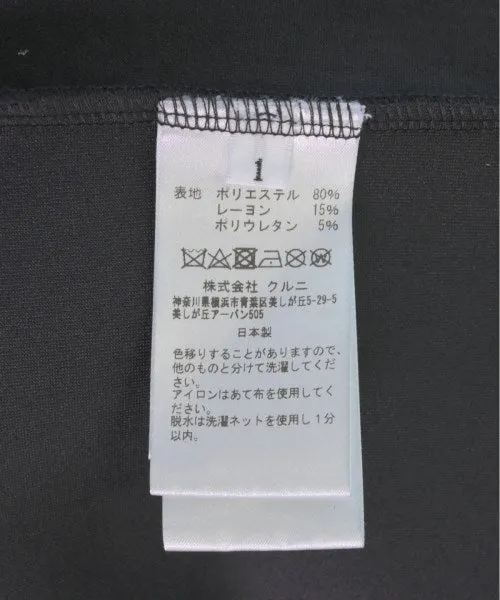 1
表地 ポリエステル 80%
レーヨン 15%
ポリウレタン 5%
株式会社 クルニ
神奈川県横浜市青葉区美しが丘5-29-5
美しが丘アーバン505
日本製
色移りすることがありますので、
他のものと分けて洗濯してくだ
さい。
アイロンはあて布を使用してく
ださい。
脱水は洗濯ネットを使用し1分
以内。